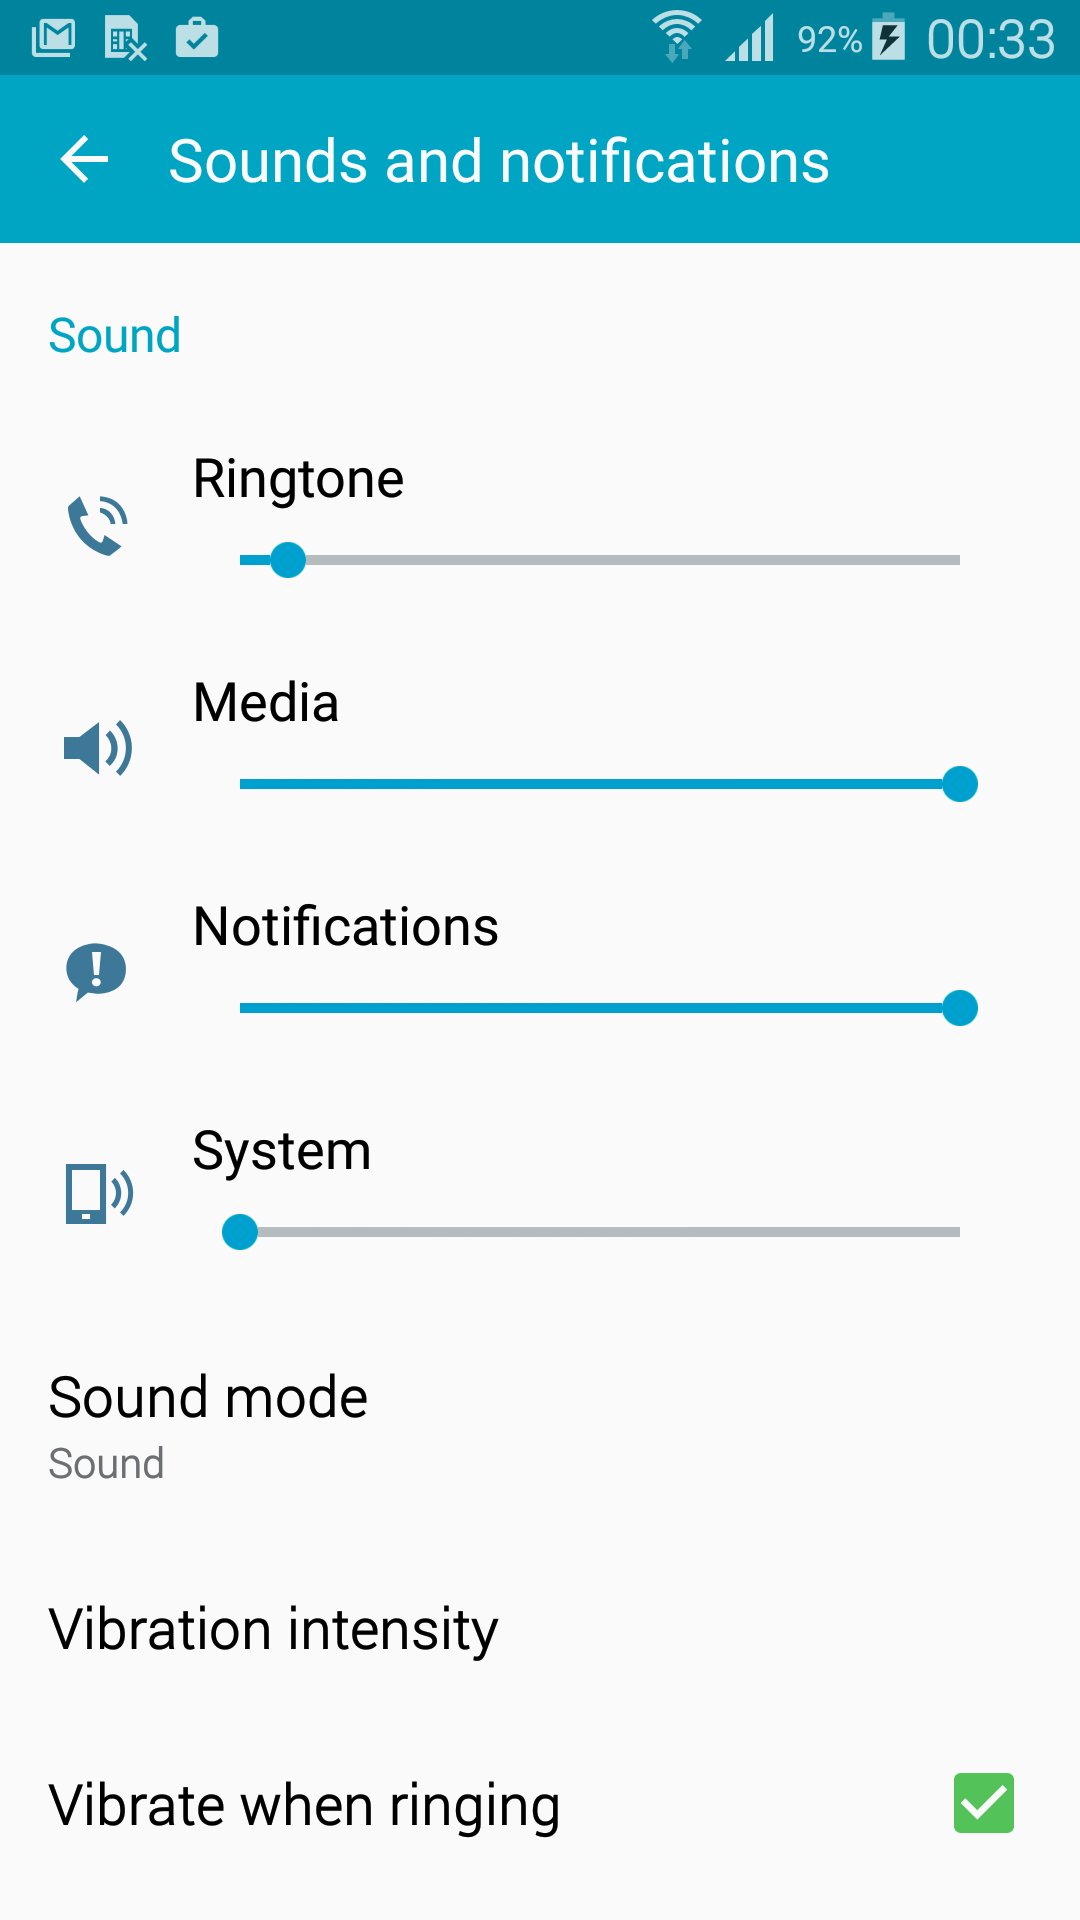 92% 00:33
Sounds and notifications
Sound
Ringtone
Media
Notifications
System
Sound mode
Sound
Vibration intensity
Vibrate when ringing